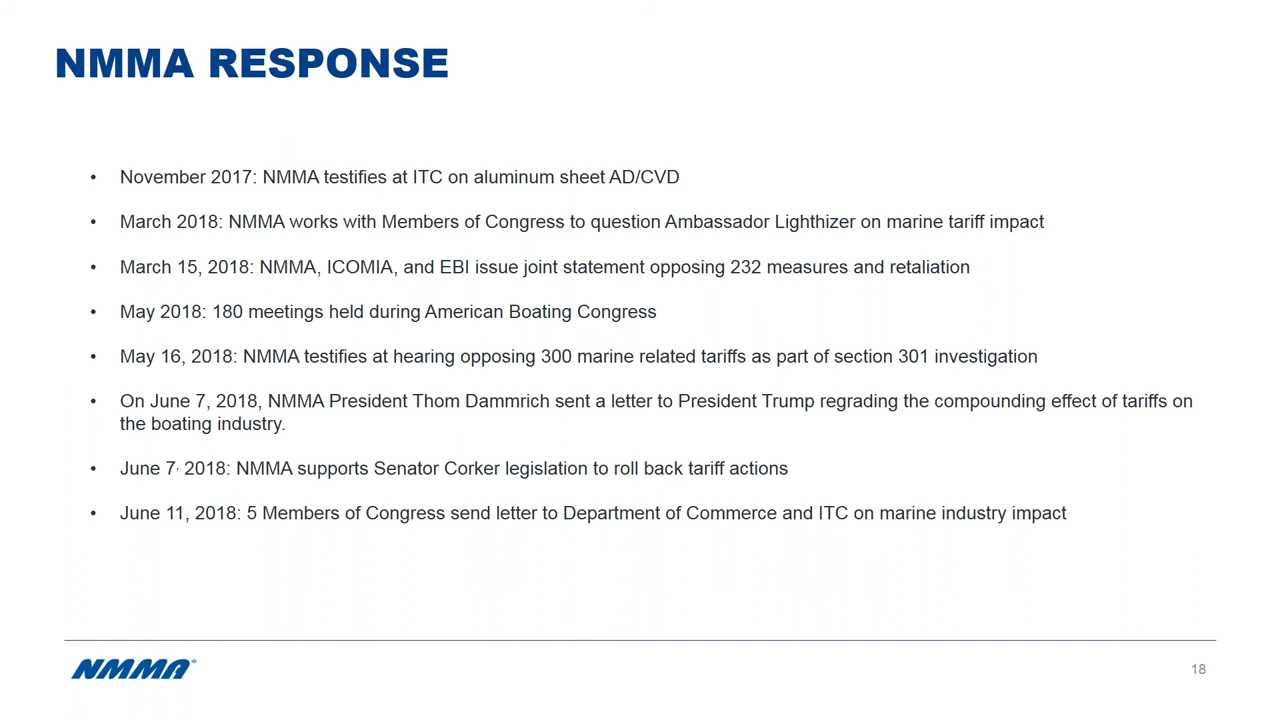 NMMA RESPONSE
• November 2017: NMMA testifies at ITC on aluminum sheet AD/CVD
• March 2018: NMMA works with Members of Congress to question Ambassador Lighthizer on marine tariff impact
• March 15, 2018: NMMA, ICOMIA, and EBI issue joint statement opposing 232 measures and retaliation
• May 2018: 180 meetings held during American Boating Congress
• May 16, 2018: NMMA testifies at hearing opposing 300 marine related tariffs as part of section 301 investigation
• On June 7, 2018, NMMA President Thom Dammrich sent a letter to President Trump regrading the compounding effect of tariffs on
the boating industry.
• June 7, 2018: NMMA supports Senator Corker legislation to roll back tariff actions
• June 11, 2018: 5 Members of Congress send letter to Department of Commerce and ITC on marine industry impact
NMMA®
18